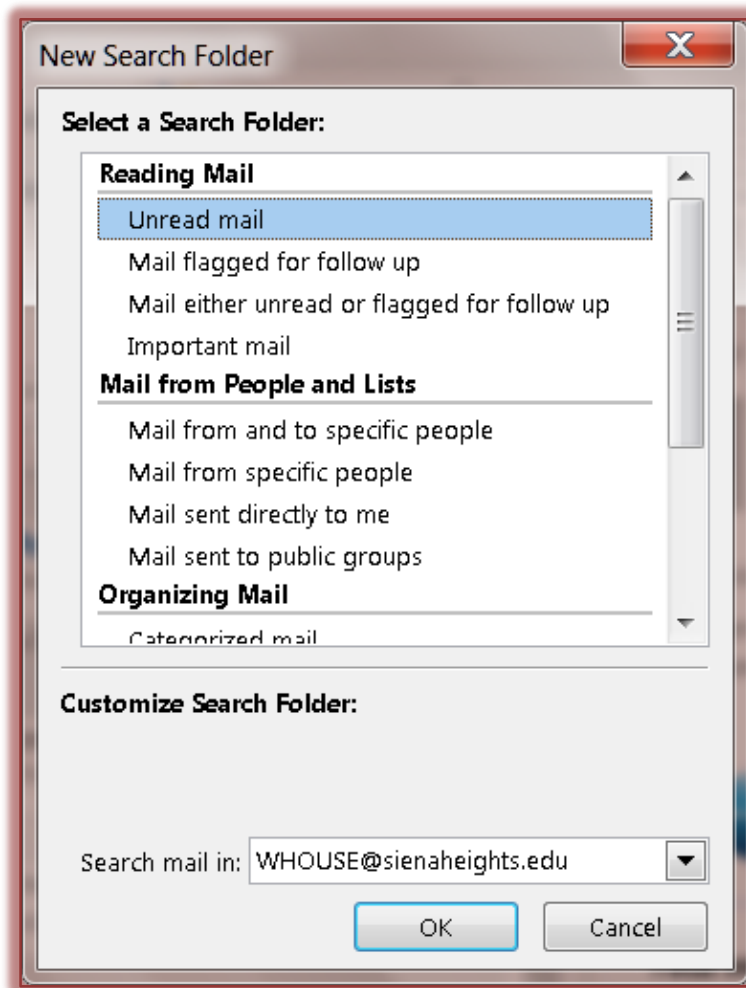 New Search Folder
Select a Search Folder:
Reading Mail
Unread mail
Mail flagged for follow up
Mail either unread or flagged for follow up
Important mail
Mail from People and Lists
Mail from and to specific people
Mail from specific people
Mail sent directly to me
Mail sent to public groups
Organizing Mail
Categorized mail
Customize Search Folder:
Search mail in: WHOUSE@sienaheights.edu
OK Cancel